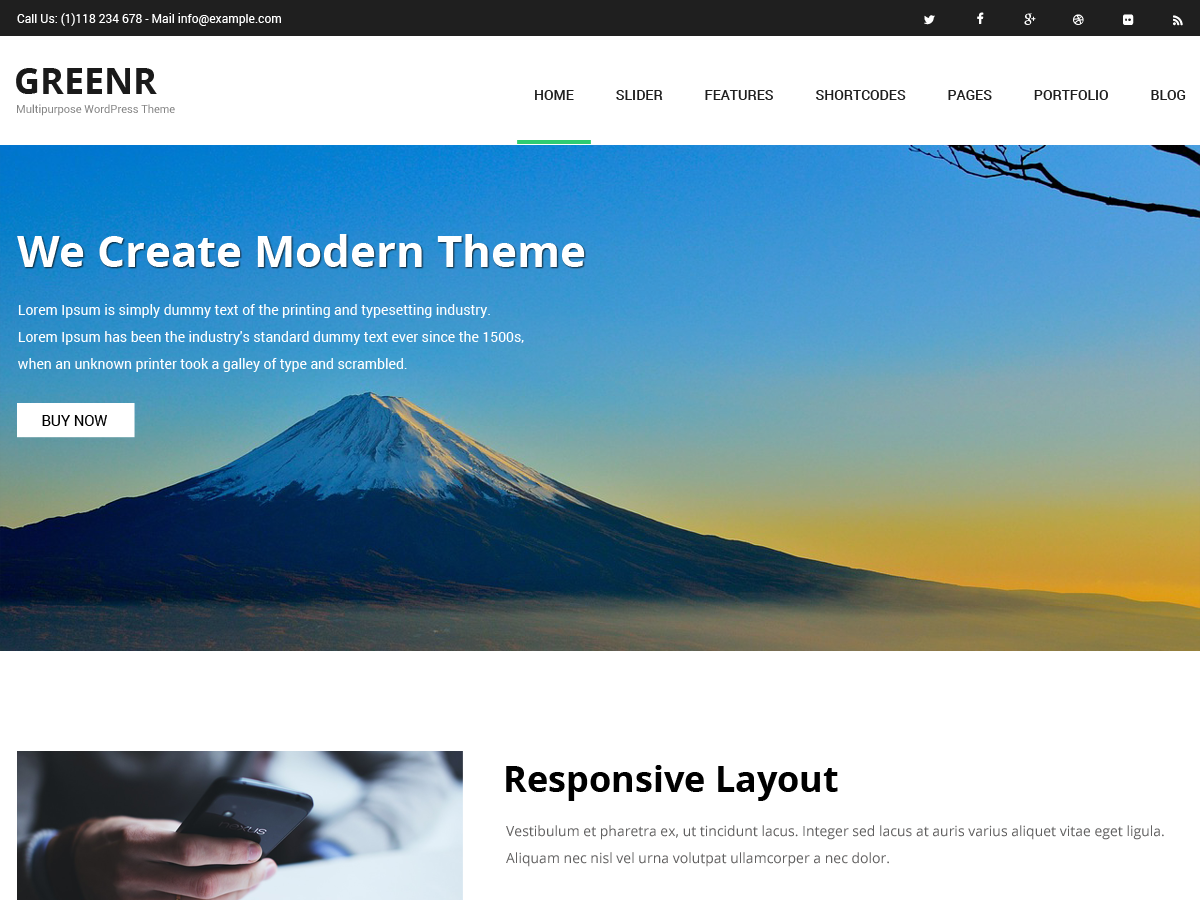 Call Us: (1)118 234 678 - Mail info@example.com
GREENR
Multipurpose WordPress Theme
HOME SLIDER FEATURES SHORTCODES PAGES PORTFOLIO BLOG
We Create Modern Theme
Lorem Ipsum is simply dummy text of the printing and typesetting industry.
Lorem Ipsum has been the industry's standard dummy text ever since the 1500s,
when an unknown printer took a galley of type and scrambled.
BUY NOW
nexus
Responsive Layout
Vestibulum et pharetra ex, ut tincidunt lacus. Integer sed lacus at auris varius aliquet vitae eget ligula.
Aliquam nec nisl vel urna volutpat ullamcorper a nec dolor.